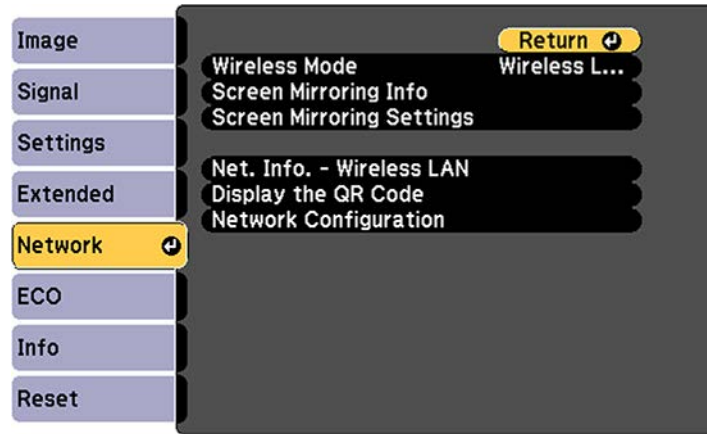 Image
Signal
Settings
Extended
Network
ECO
Info
Reset
Return
Wireless Mode Wireless L...
Screen Mirroring Info
Screen Mirroring Settings
Net. Info. - Wireless LAN
Display the QR Code
Network Configuration